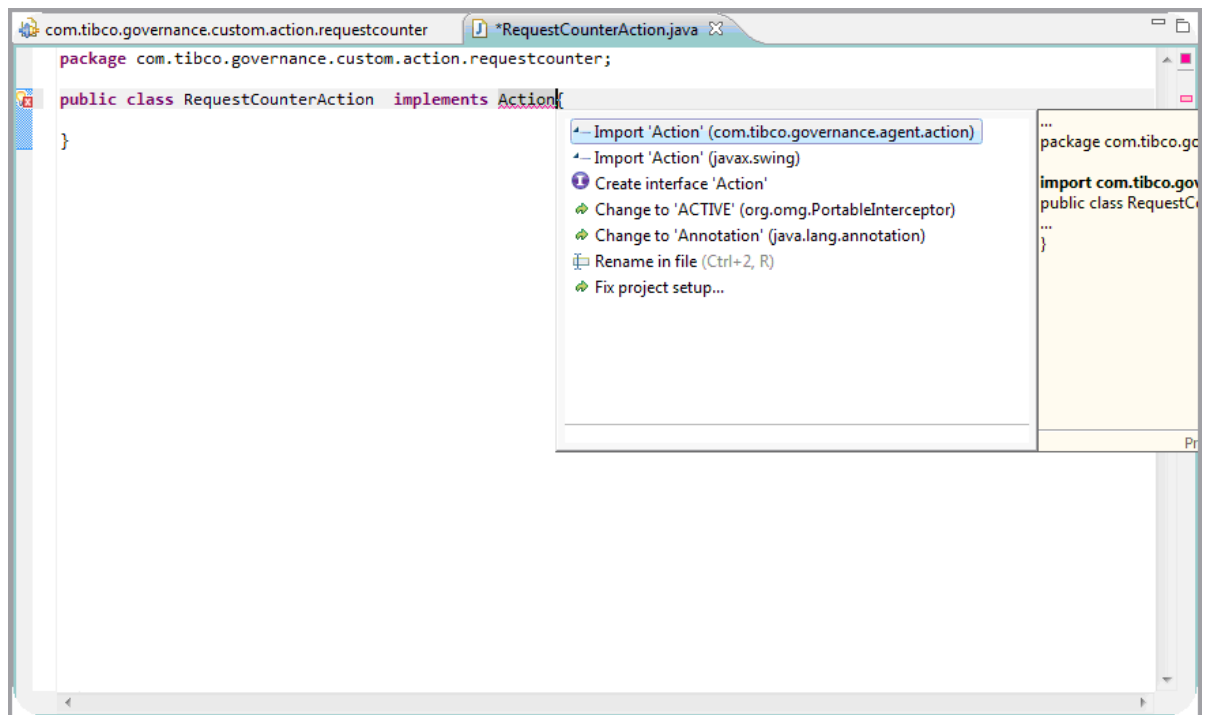 com.tibco.governance.custom.action.requestcounter
*RequestCounterAction.java
package com.tibco.governance.custom.action.requestcounter;
public class RequestCounterAction  implements Action{
}
Import 'Action' (com.tibco.governance.agent.action)
Import 'Action' (javax.swing)
Create interface 'Action'
Change to 'ACTIVE' (org.omg.PortableInterceptor)
Change to 'Annotation' (java.lang.annotation)
Rename in file (Ctrl+2, R)
Fix project setup...
...
package com.tibco.go
import com.tibco.gov
public class RequestC
...
}
Pr